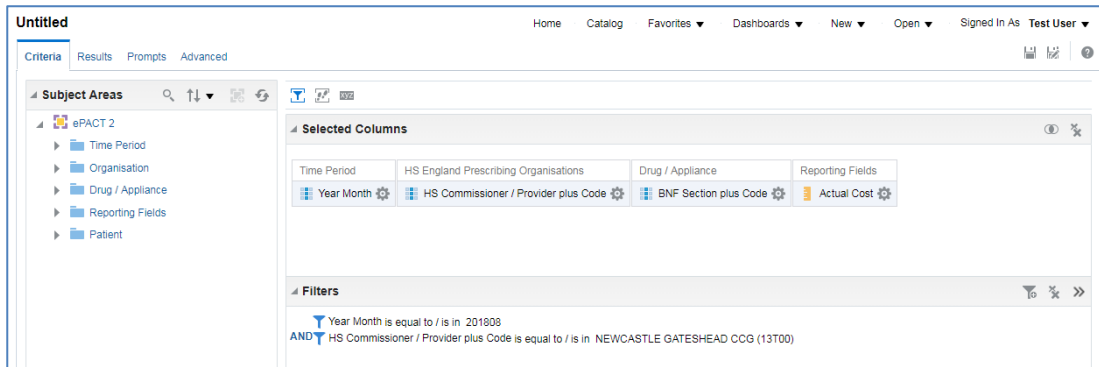 Untitled
Home Catalog Favorites Dashboards New Open Signed In As Test User
Criteria Results Prompts Advanced
Subject Areas
ePACT 2
Time Period
Organisation
Drug / Appliance
Reporting Fields
Patient
xyz
Selected Columns
Time Period HS England Prescribing Organisations Drug / Appliance Reporting Fields
Year Month HS Commissioner / Provider plus Code BNF Section plus Code Actual Cost
Filters
Year Month is equal to / is in 201808
AND HS Commissioner / Provider plus Code is equal to / is in NEWCASTLE GATESHEAD CCG (13T00)